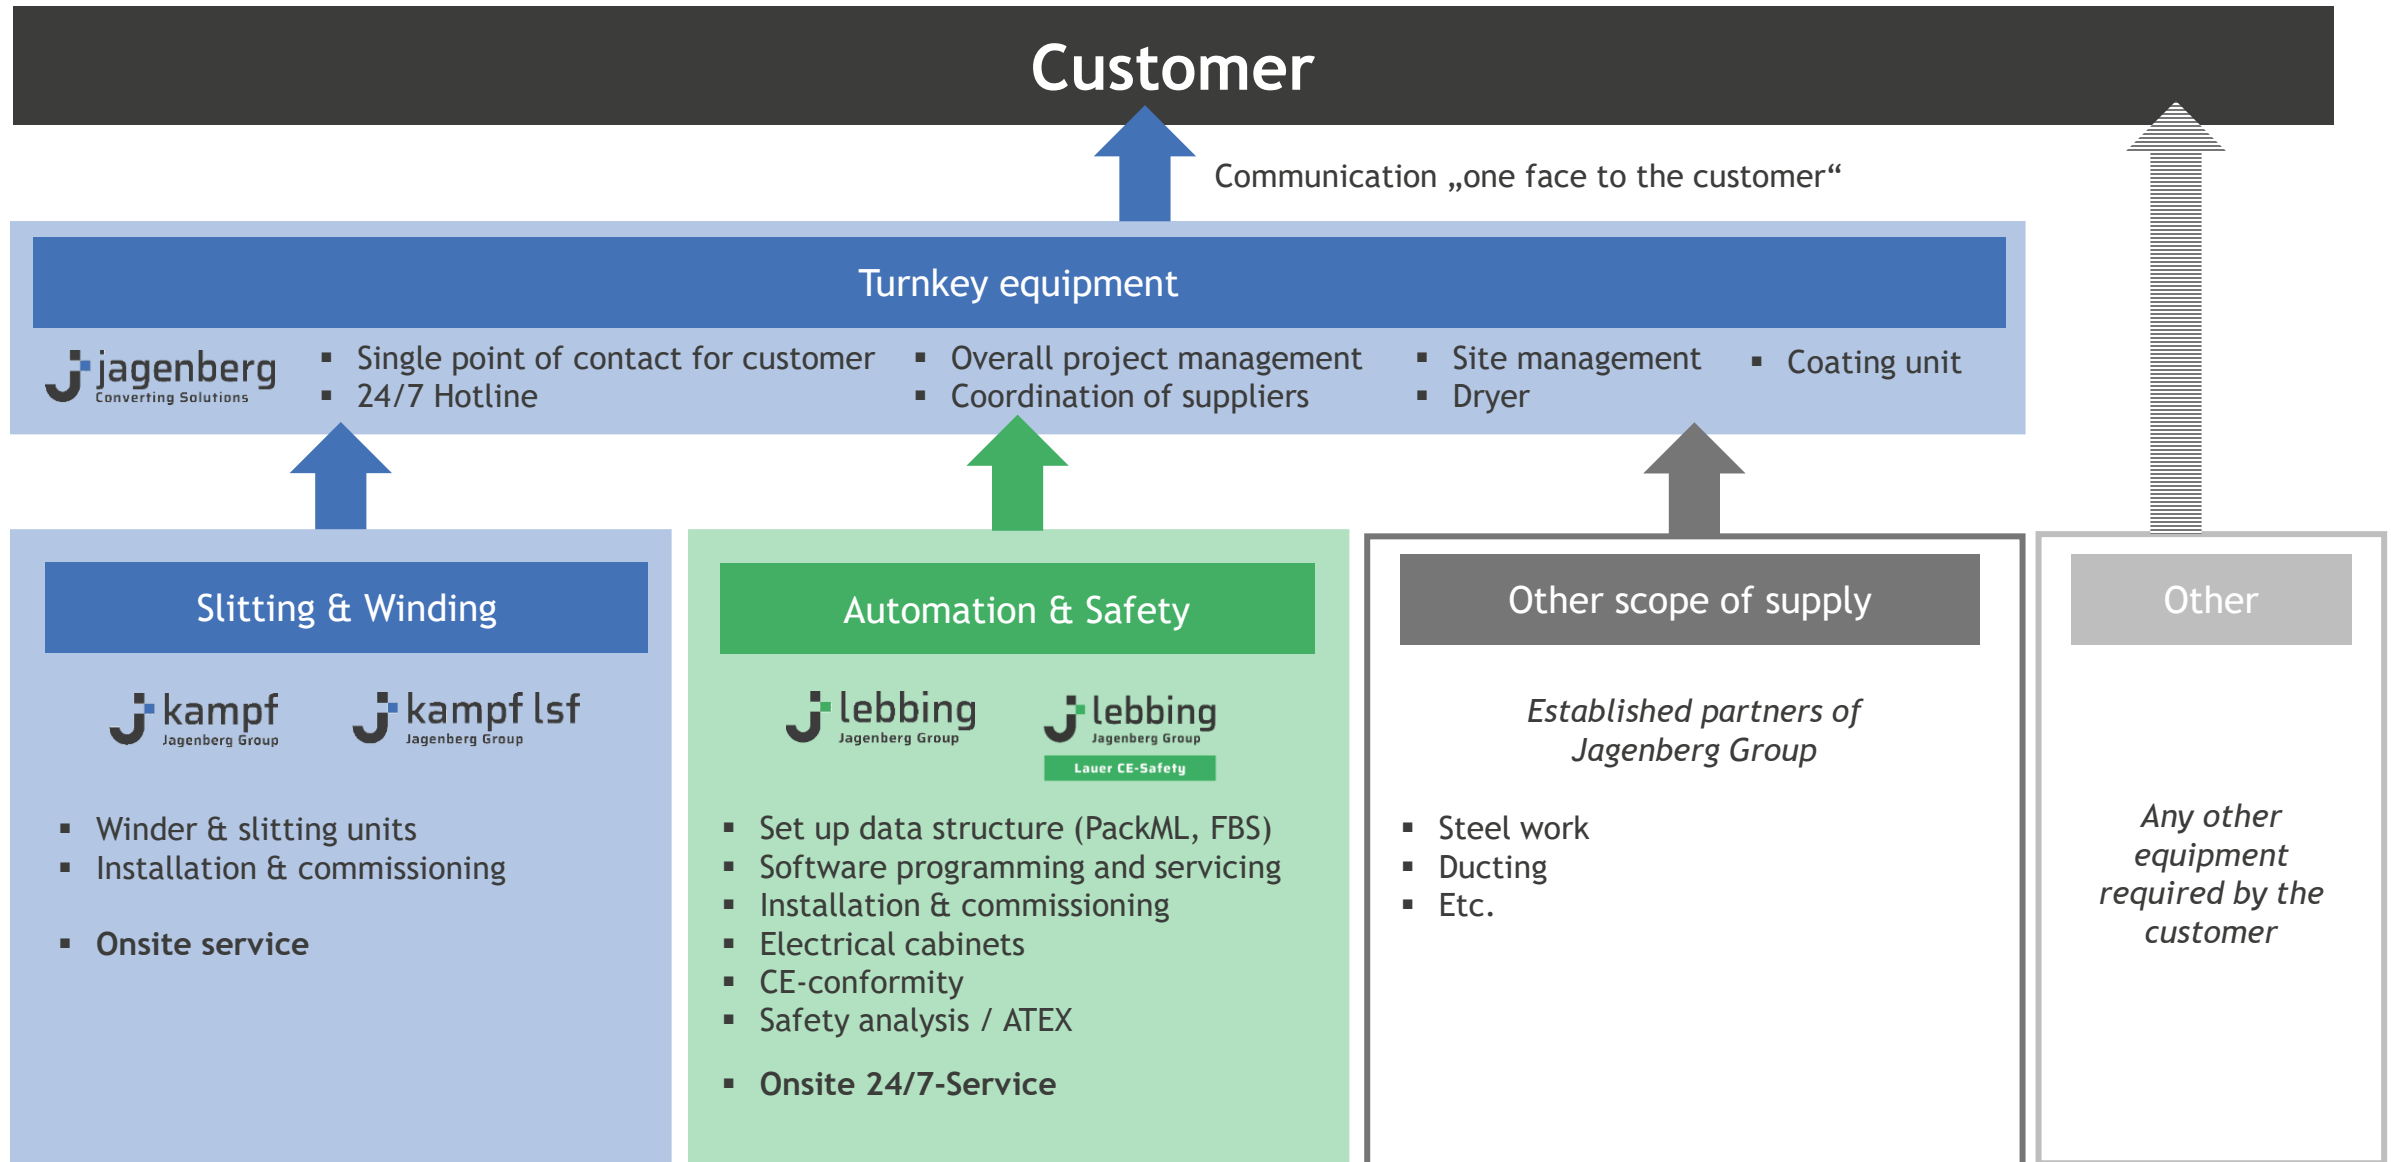 Customer
Communication „one face to the customer“
Turnkey equipment
jagenberg
Converting Solutions
▪ Single point of contact for customer
▪ 24/7 Hotline
▪ Overall project management
▪ Coordination of suppliers
▪ Site management
▪ Dryer
▪ Coating unit
Slitting & Winding
kampf
Jagenberg Group
kampf lsf
Jagenberg Group
▪ Winder & slitting units
▪ Installation & commissioning
▪ Onsite service
Automation & Safety
lebbing
Jagenberg Group
lebbing
Jagenberg Group
Lauer CE-Safety
▪ Set up data structure (PackML, FBS)
▪ Software programming and servicing
▪ Installation & commissioning
▪ Electrical cabinets
▪ CE-conformity
▪ Safety analysis / ATEX
▪ Onsite 24/7-Service
Other scope of supply
Established partners of
Jagenberg Group
▪ Steel work
▪ Ducting
▪ Etc.
Other
Any other
equipment
required by the
customer